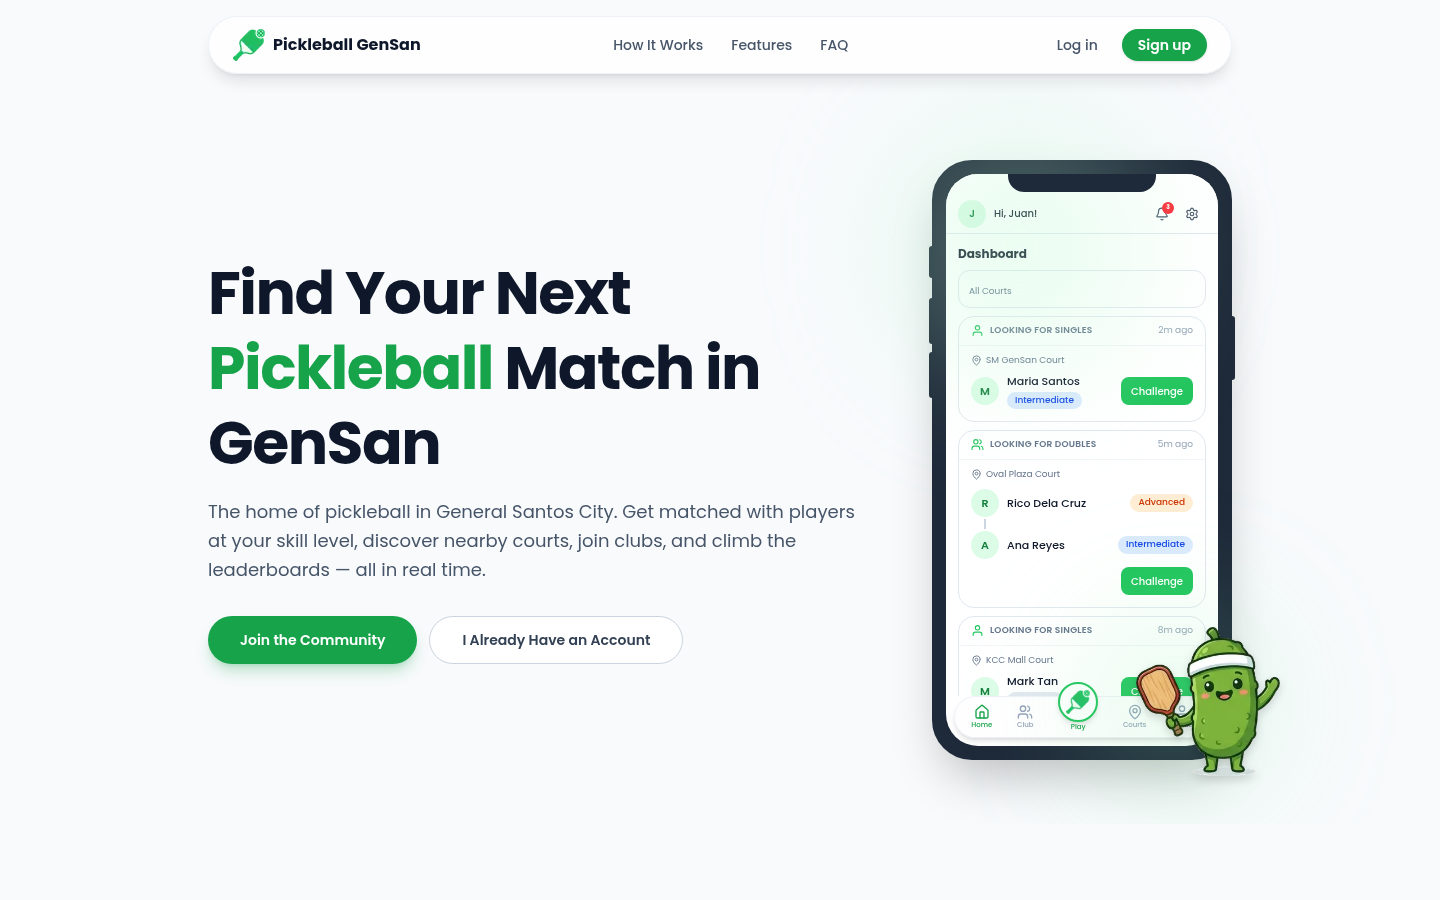 Pickleball GenSan
How It Works
Features
FAQ
Log in
Sign up
Find Your Next
Pickleball Match in
GenSan
The home of pickleball in General Santos City. Get matched with players
at your skill level, discover nearby courts, join clubs, and climb the
leaderboards — all in real time.
Join the Community
I Already Have an Account
J
Hi, Juan!
3
Dashboard
All Courts
LOOKING FOR SINGLES
2m ago
SM GenSan Court
M
Maria Santos
Intermediate
Challenge
LOOKING FOR DOUBLES
5m ago
Oval Plaza Court
R
Rico Dela Cruz
Advanced
A
Ana Reyes
Intermediate
Challenge
LOOKING FOR SINGLES
8m ago
KCC Mall Court
M
Mark Tan
Home
Club
Play
Courts